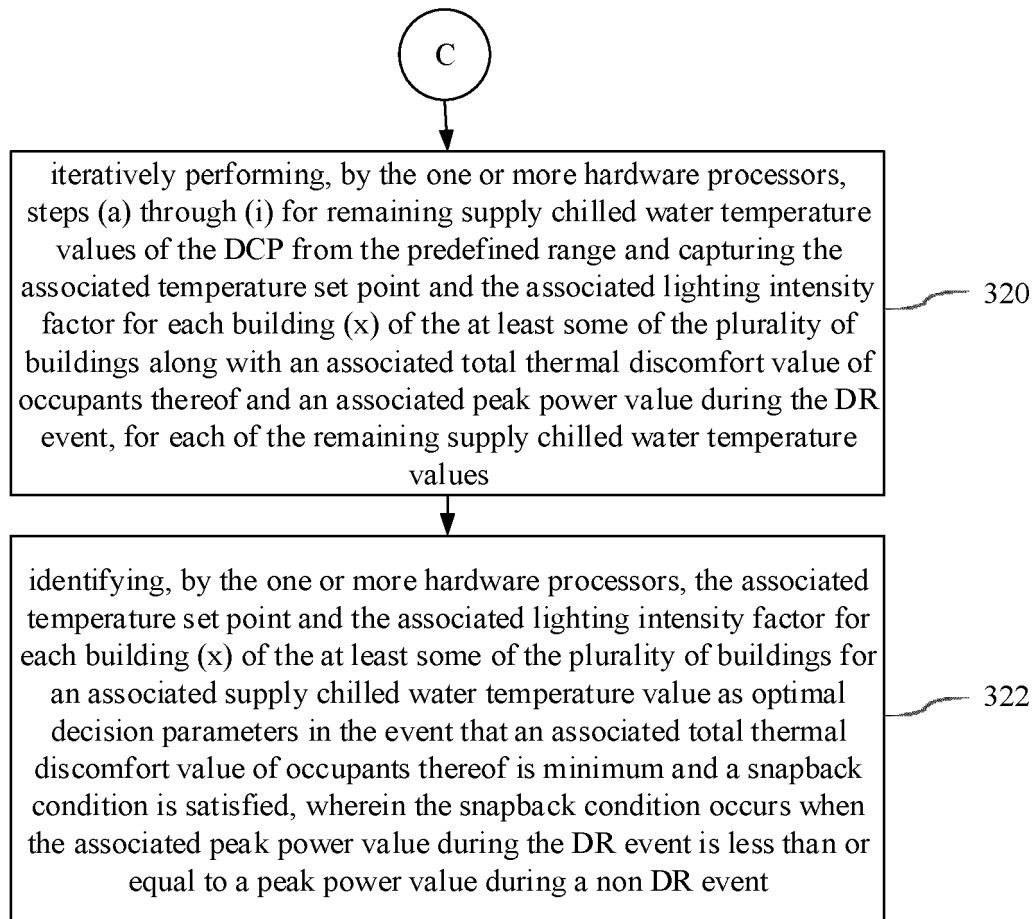 C
iteratively performing, by the one or more hardware processors,
steps (a) through (i) for remaining supply chilled water temperature
values of the DCP from the predefined range and capturing the
associated temperature set point and the associated lighting intensity
factor for each building (x) of the at least some of the plurality of
buildings along with an associated total thermal discomfort value of
occupants thereof and an associated peak power value during the DR
event, for each of the remaining supply chilled water temperature
values
320
identifying, by the one or more hardware processors, the associated
temperature set point and the associated lighting intensity factor for
each building (x) of the at least some of the plurality of buildings for
an associated supply chilled water temperature value as optimal
decision parameters in the event that an associated total thermal
discomfort value of occupants thereof is minimum and a snapback
condition is satisfied, wherein the snapback condition occurs when
the associated peak power value during the DR event is less than or
equal to a peak power value during a non DR event
322